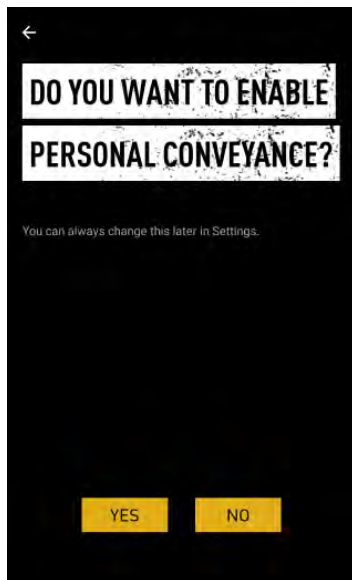 DO YOU WANT TO ENABLE
PERSONAL CONVEYANCE?
You can always change this later in Settings.
YES NO